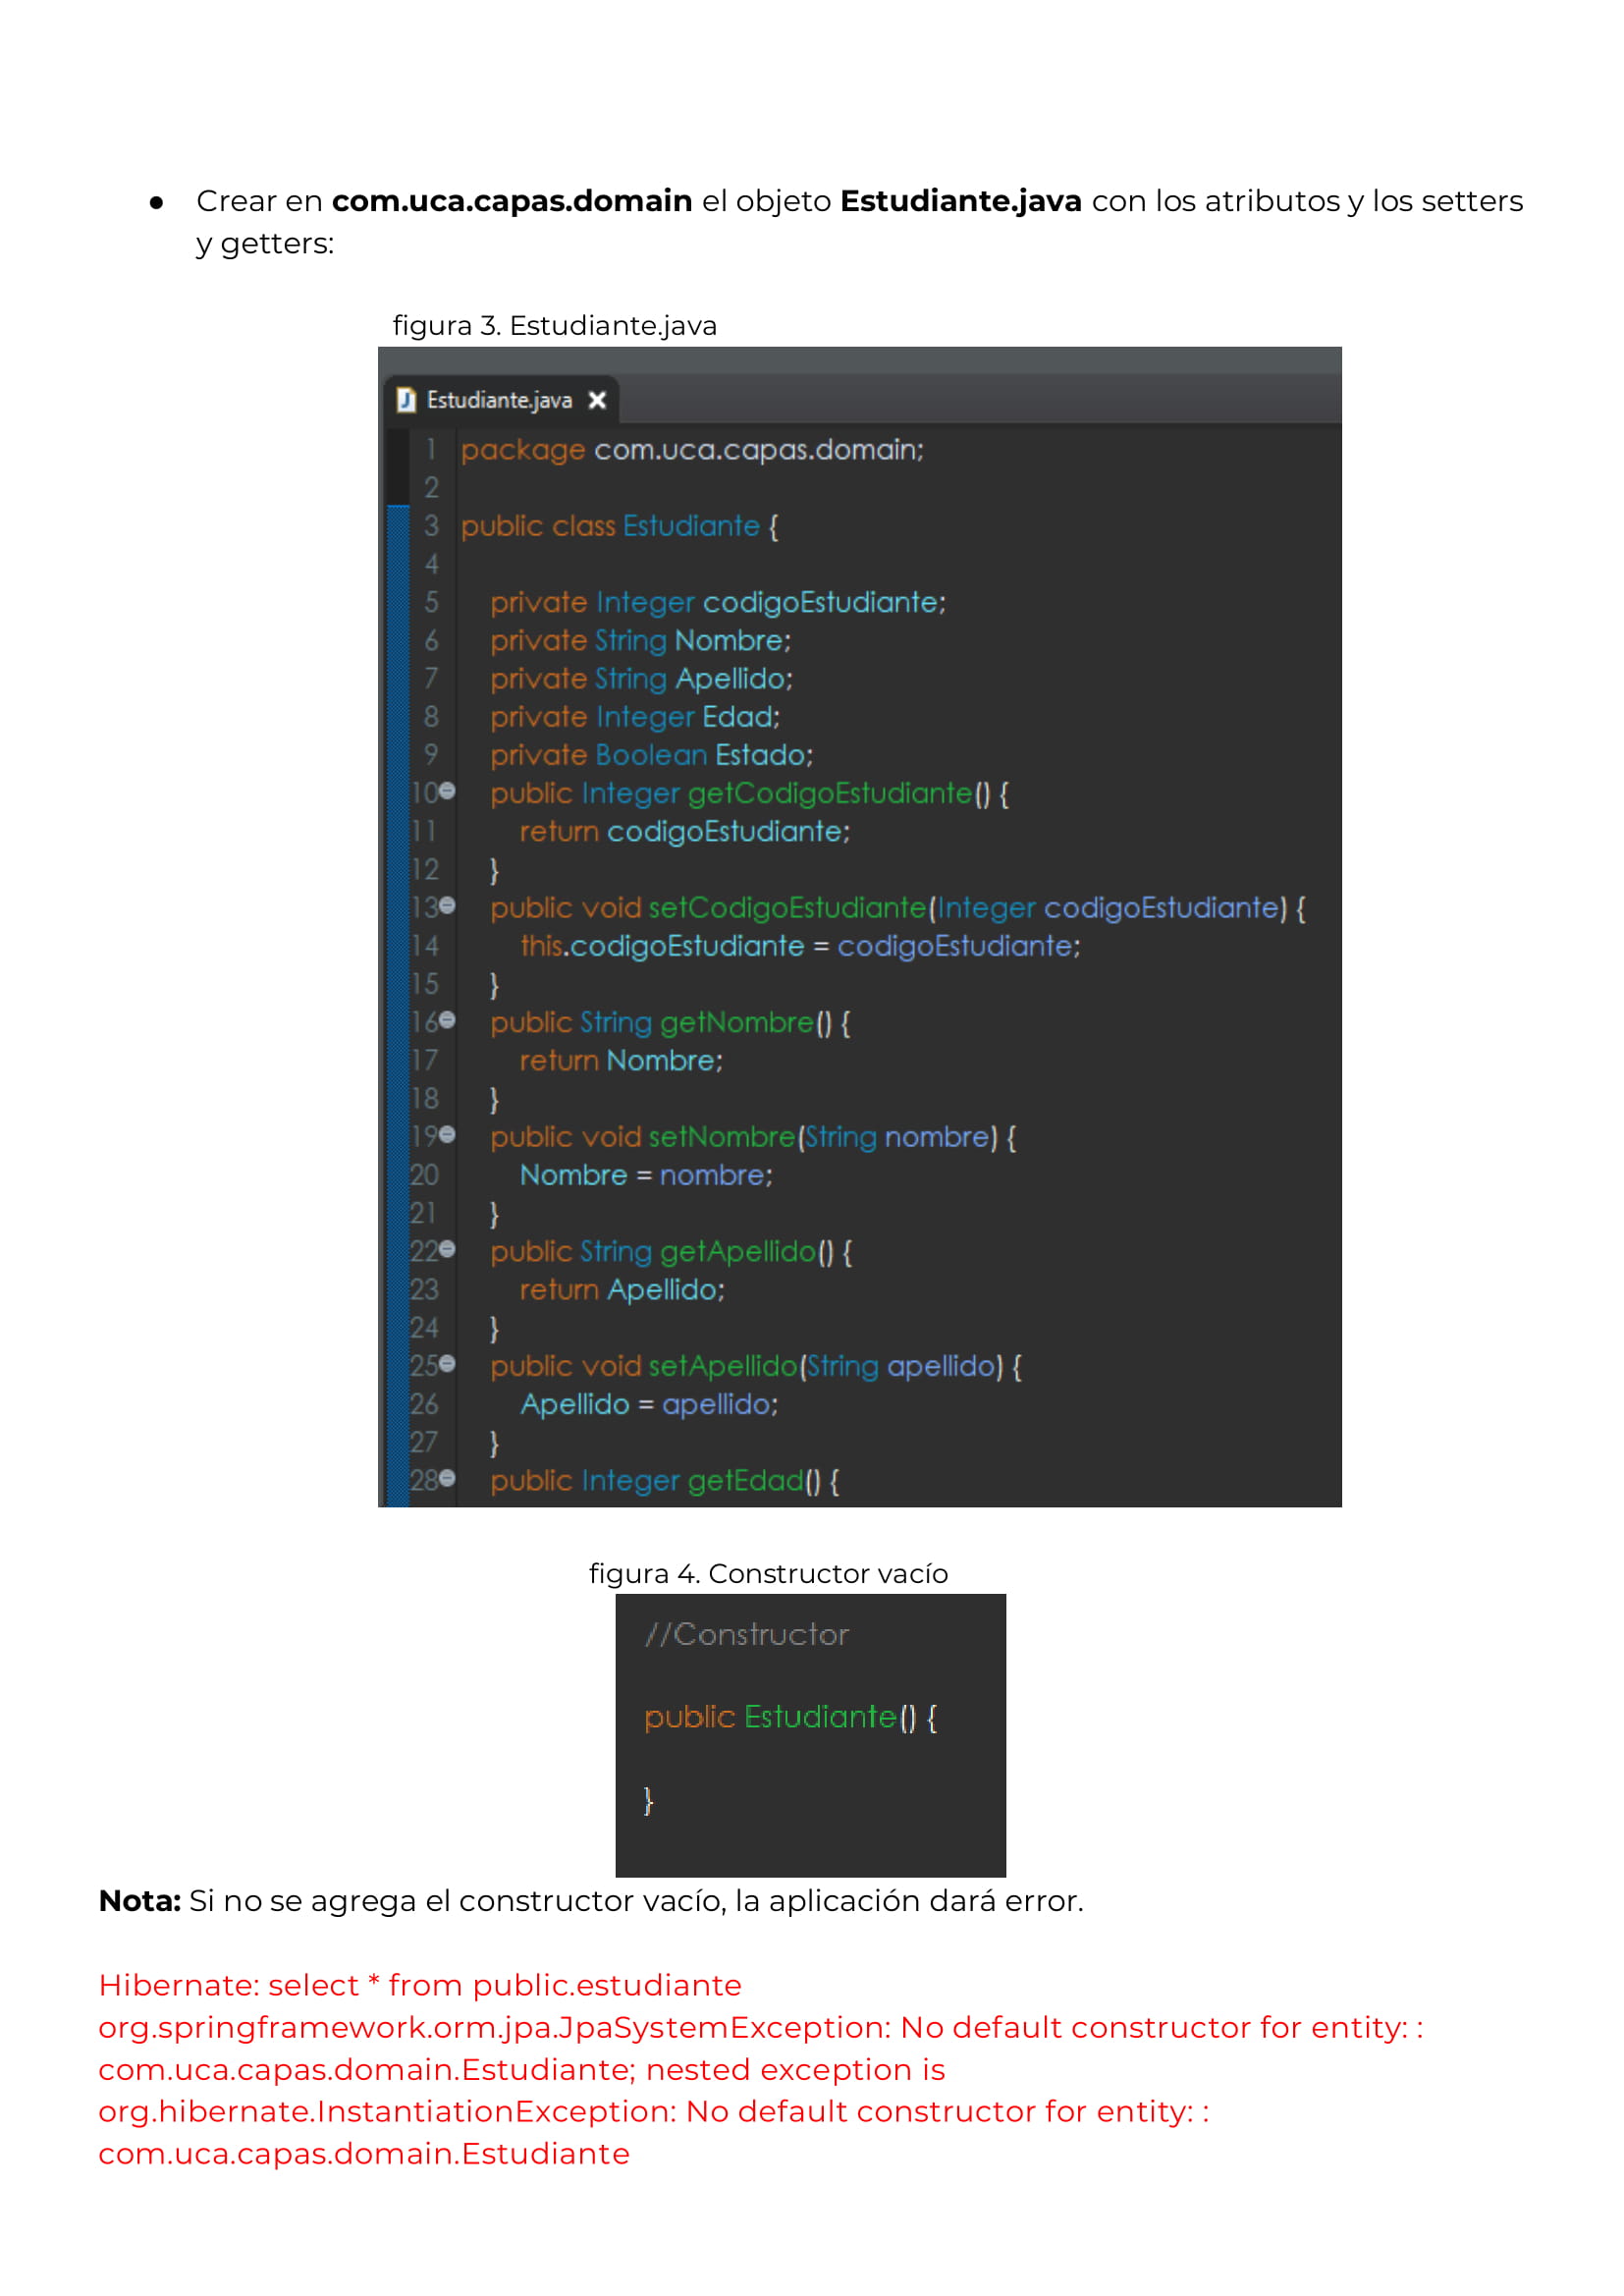 ● Crear en com.uca.capas.domain el objeto Estudiante.java con los atributos y los setters
y getters:
figura 3. Estudiante.java
Estudiante.java
1 package com.uca.capas.domain;
2
3 public class Estudiante {
4
5 private Integer codigoEstudiante;
6 private String Nombre;
7 private String Apellido;
8 private Integer Edad;
9 private Boolean Estado;
10 public Integer getCodigoEstudiante() {
11 return codigoEstudiante;
12 }
13 public void setCodigoEstudiante(Integer codigoEstudiante) {
14 this.codigoEstudiante = codigoEstudiante;
15 }
16 public String getNombre() {
17 return Nombre;
18 }
19 public void setNombre(String nombre) {
20 Nombre = nombre;
21 }
22 public String getApellido() {
23 return Apellido;
24 }
25 public void setApellido(String apellido) {
26 Apellido = apellido;
27 }
28 public Integer getEdad() {
figura 4. Constructor vacío
//Constructor
public Estudiante() {
}
Nota: Si no se agrega el constructor vacío, la aplicación dará error.
Hibernate: select * from public.estudiante
org.springframework.orm.jpa.JpaSystemException: No default constructor for entity: :
com.uca.capas.domain.Estudiante; nested exception is
org.hibernate.InstantiationException: No default constructor for entity: :
com.uca.capas.domain.Estudiante